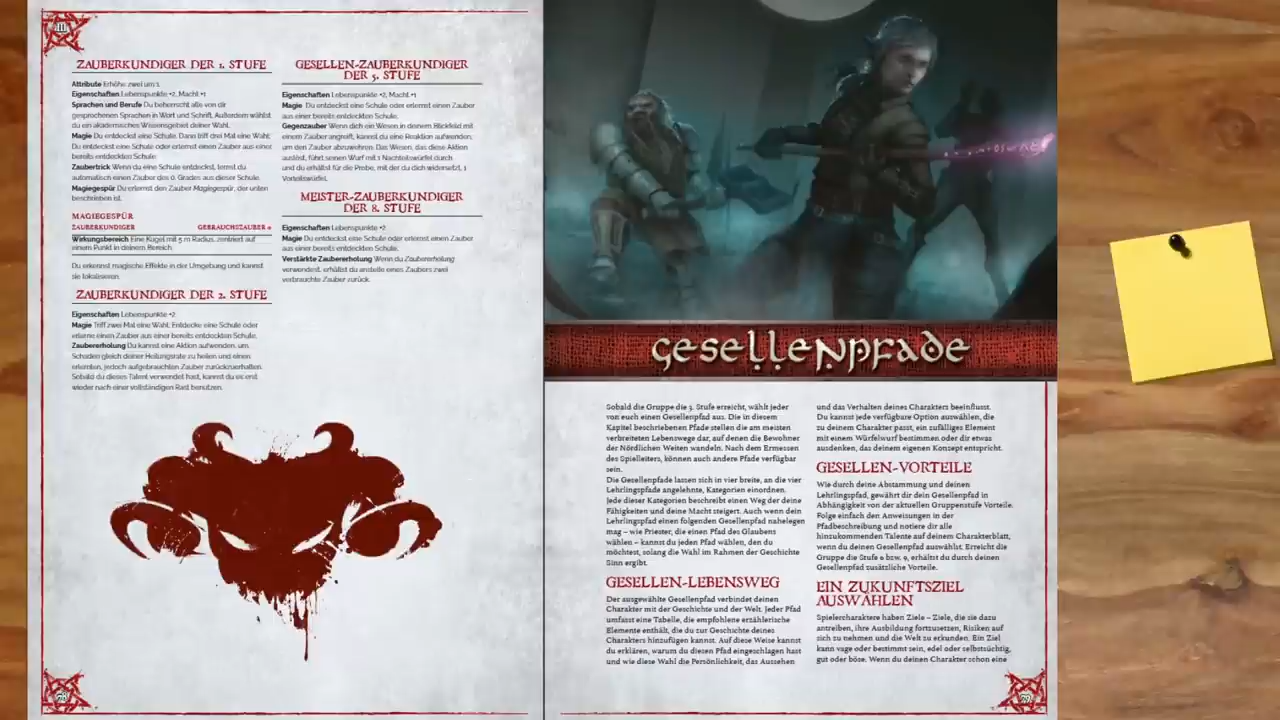 III
ZAUBERKUNDIGER DER 1. STUFE
Attribute Erhöhe zwei um 1.
Eigenschaften Lebenspunkte +2, Macht +1
Sprachen und Berufe Du beherrscht alle von dir
gesprochenen Sprachen in Wort und Schrift. Außerdem wählst
du ein akademisches Wissensgebiet deiner Wahl.
Magie Du entdeckst eine Schule. Dann triff drei Mal eine Wahl:
Du entdeckst eine Schule oder erlernst einen Zauber aus einer
bereits entdeckten Schule.
Zaubertrick Wenn du eine Schule entdeckst, lernst du
automatisch einen Zauber des 0. Grades aus dieser Schule.
Magiegespür Du erlernst den Zauber Magiegespür, der unten
beschrieben ist.
MAGIEGESPÜR
ZAUBERKUNDIGER GEBRAUCHSZAUBER 0
Wirkungsbereich Eine Kugel mit 5 m Radius, zentriert auf
einem Punkt in deinem Bereich
Du erkennst magische Effekte in der Umgebung und kannst
sie lokalisieren.
ZAUBERKUNDIGER DER 2. STUFE
Eigenschaften Lebenspunkte +2
Magie Triff zwei Mal eine Wahl: Entdecke eine Schule oder
erlerne einen Zauber aus einer bereits entdeckten Schule.
Zaubererholung Du kannst eine Aktion aufwenden, um
Schaden gleich deiner Heilungsrate zu heilen und einen
erlernten, jedoch aufgebrauchten Zauber zurückzuerhalten.
Sobald du dieses Talent verwendet hast, kannst du es erst
wieder nach einer vollständigen Rast benutzen.
GESELLEN-ZAUBERKUNDIGER
DER 5. STUFE
Eigenschaften Lebenspunkte +2, Macht +1
Magie Du entdeckst eine Schule oder erlernst einen Zauber
aus einer bereits entdeckten Schule.
Gegenzauber Wenn dich ein Wesen in deinem Blickfeld mit
einem Zauber angreift, kannst du eine Reaktion aufwenden,
um den Zauber abzuwehren. Das Wesen, das diese Aktion
auslöst, führt seinen Wurf mit 1 Nachteilswürfel durch
und du erhältst für die Probe, mit der du dich widersetzt, 1
Vorteilswürfel.
MEISTER-ZAUBERKUNDIGER
DER 8. STUFE
Eigenschaften Lebenspunkte +2
Magie Du entdeckst eine Schule oder erlernst einen Zauber
aus einer bereits entdeckten Schule.
Verstärkte Zaubererholung Wenn du Zaubererholung
verwendest, erhältst du anstelle eines Zaubers zwei
verbrauchte Zauber zurück.
Gesellenpfade
Sobald die Gruppe die 3. Stufe erreicht, wählt jeder
von euch einen Gesellenpfad aus. Die in diesem
Kapitel beschriebenen Pfade stellen die am meisten
verbreiteten Lebenswege dar, auf denen die Bewohner
der Nördlichen Weiten wandeln. Nach dem Ermessen
des Spielleiters, können auch andere Pfade verfügbar
sein.
Die Gesellenpfade lassen sich in vier breite, an die vier
Lehrlingspfade angelehnte, Kategorien einordnen.
Jede dieser Kategorien beschreibt einen Weg der deine
Fähigkeiten und deine Macht steigert. Auch wenn dein
Lehrlingspfad einen folgenden Gesellenpfad nahelegen
mag – wie Priester, die einen Pfad des Glaubens
wählen – kannst du jeden Pfad wählen, den du
möchtest, solang die Wahl im Rahmen der Geschichte
Sinn ergibt.
GESELLEN-LEBENSWEG
Der ausgewählte Gesellenpfad verbindet deinen
Charakter mit der Geschichte und der Welt. Jeder Pfad
umfasst eine Tabelle, die empfohlene erzählerische
Elemente enthält, die du zur Geschichte deines
Charakters hinzufügen kannst. Auf diese Weise kannst
du erklären, warum du diesen Pfad eingeschlagen hast
und wie diese Wahl die Persönlichkeit, das Aussehen
und das Verhalten deines Charakters beeinflusst.
Du kannst jede verfügbare Option auswählen, die
zu deinem Charakter passt, ein zufälliges Element
mit einem Würfelwurf bestimmen oder dir etwas
ausdenken, das deinem eigenen Konzept entspricht.
GESELLEN-VORTEILE
Wie durch deine Abstammung und deinen
Lehrlingspfad, gewährt dir dein Gesellenpfad in
Abhängigkeit von der aktuellen Gruppenstufe Vorteile.
Folge einfach den Anweisungen in der
Pfadbeschreibung und notiere dir alle
hinzukommenden Talente auf deinem Charakterblatt,
wenn du deinen Gesellenpfad auswählst. Erreicht die
Gruppe die Stufe 6 bzw. 9, erhältst du durch deinen
Gesellenpfad zusätzliche Vorteile.
EIN ZUKUNFTSZIEL
AUSWÄHLEN
Spielercharaktere haben Ziele – Ziele, die sie dazu
antreiben, ihre Ausbildung fortzusetzen, Risiken auf
sich zu nehmen und die Welt zu erkunden. Ein Ziel
kann vage oder bestimmt sein, edel oder selbstsüchtig,
gut oder böse. Wenn du deinen Charakter schon eine